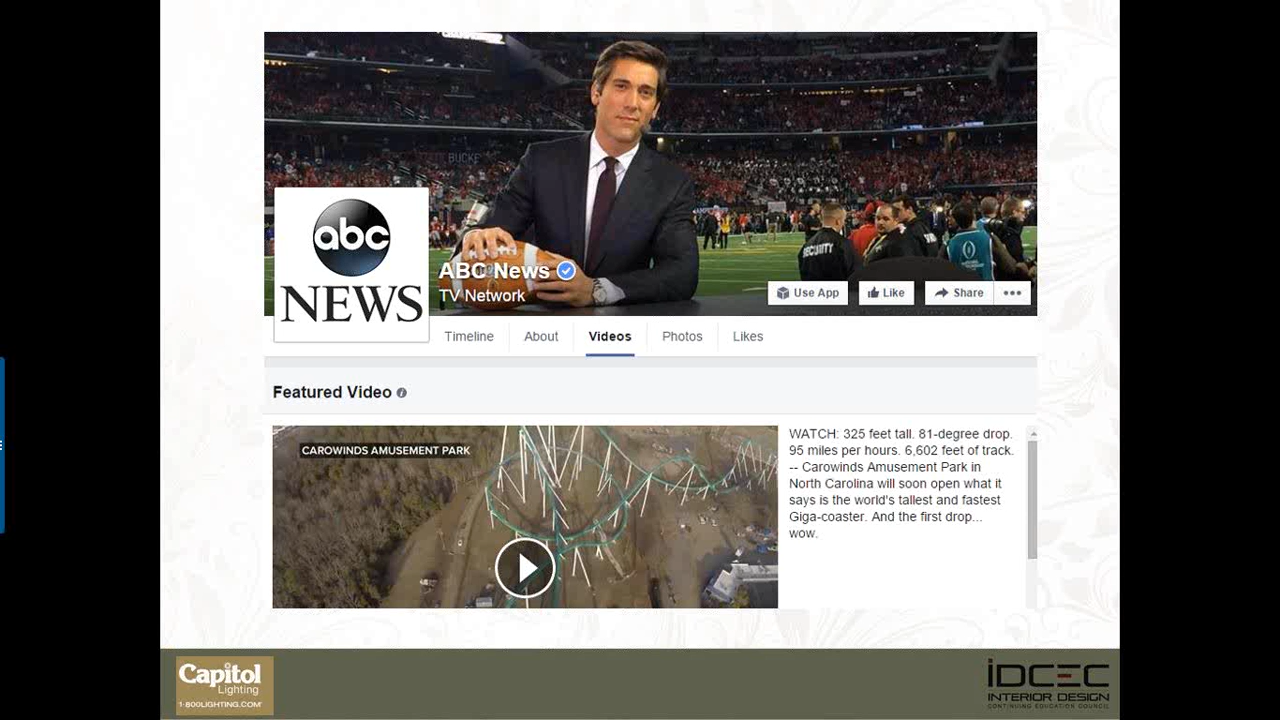 BUCKE
SECURITY
abc
NEWS
ABC News
TV Network
Use App
Like
Share
Timeline
About
Videos
Photos
Likes
Featured Video
CAROWINDS AMUSEMENT PARK
WATCH: 325 feet tall. 81-degree drop.
95 miles per hours. 6,602 feet of track.
-- Carowinds Amusement Park in
North Carolina will soon open what it
says is the world's tallest and fastest
Giga-coaster. And the first drop...
wow.
Capitol
Lighting
1-800LIGHTING.COM
IDCEC
INTERIOR DESIGN
CONTINUING EDUCATION COUNCIL